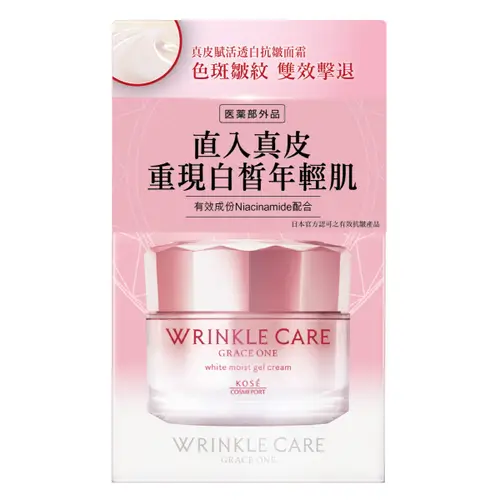 真皮賦活透白抗皺面霜
色斑皺紋 雙效擊退
医薬部外品
直入真皮
重現白皙年輕肌
有效成份Niacinamide配合
日本官方認可之有效抗皺產品
WRINKLE CARE
GRACE ONE
white moist gel cream
KOSÉ
COSMEPORT
WRINKLE CARE
GRACE ONE